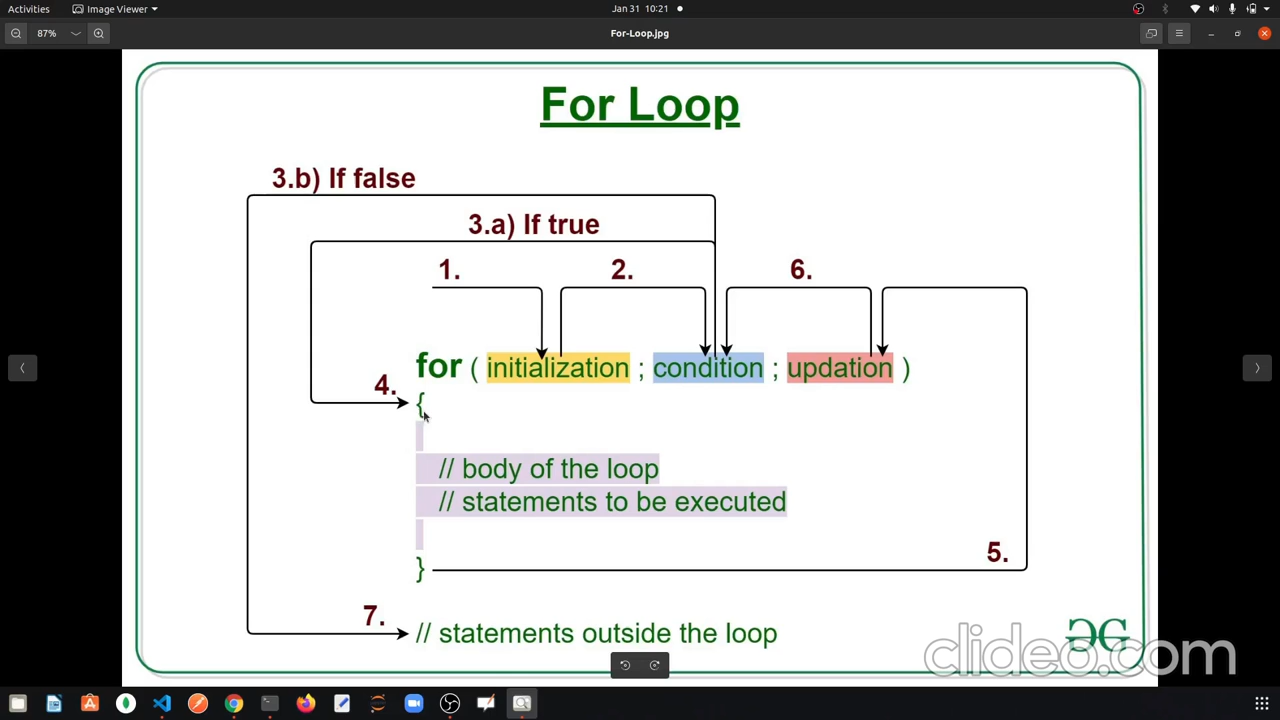 Activities Image Viewer Jan 31 10:21
87% For-Loop.jpg
For Loop
3.b) If false
3.a) If true
1. 2. 6.
for ( initialization ; condition ; updation )
4. {
// body of the loop
// statements to be executed
5.
}
7. // statements outside the loop
clideo.com